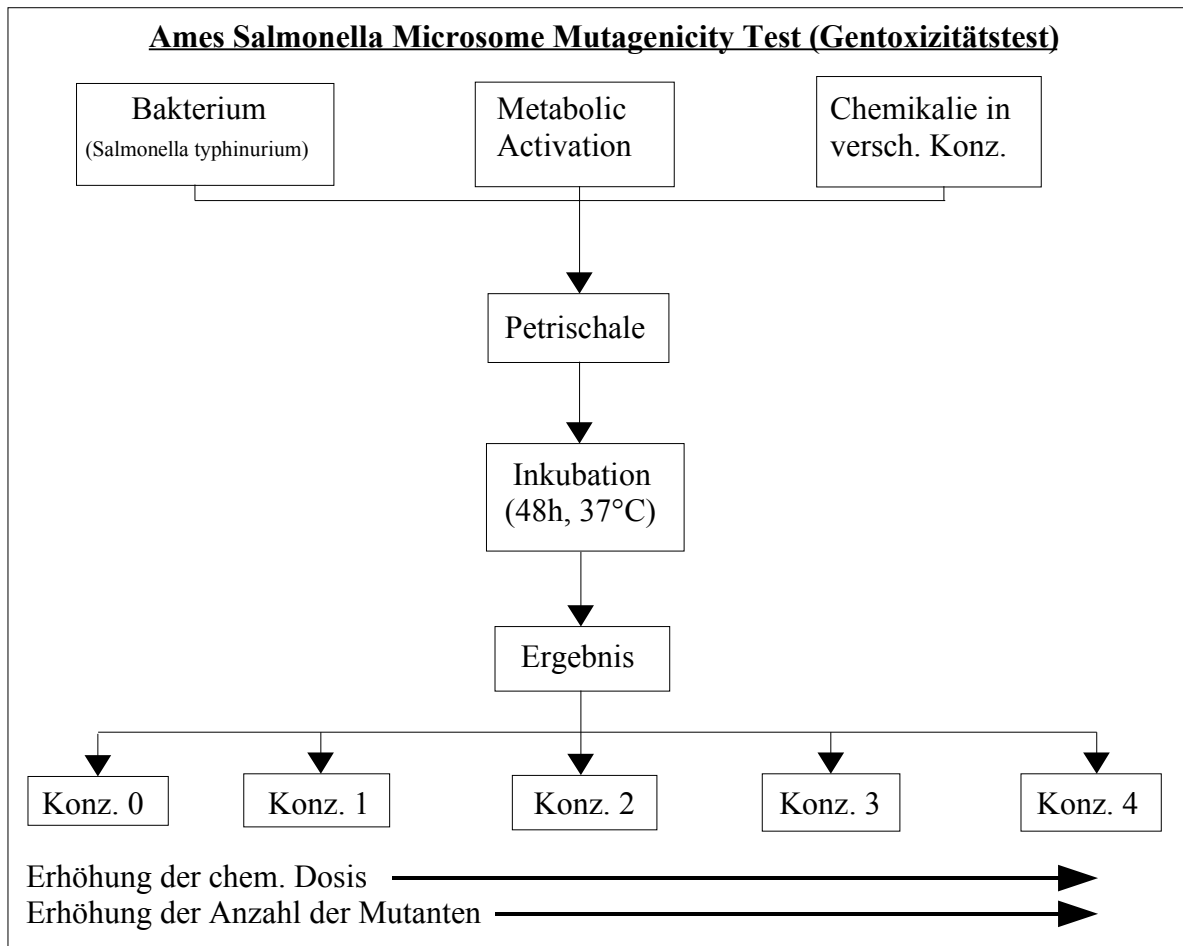 Ames Salmonella Microsome Mutagenicity Test (Gentoxizitätstest)
Bakterium
(Salmonella typhinurium)
Metabolic
Activation
Chemikalie in
versch. Konz.
Petrischale
Inkubation
(48h, 37°C)
Ergebnis
Konz. 0
Konz. 1
Konz. 2
Konz. 3
Konz. 4
Erhöhung der chem. Dosis
Erhöhung der Anzahl der Mutanten